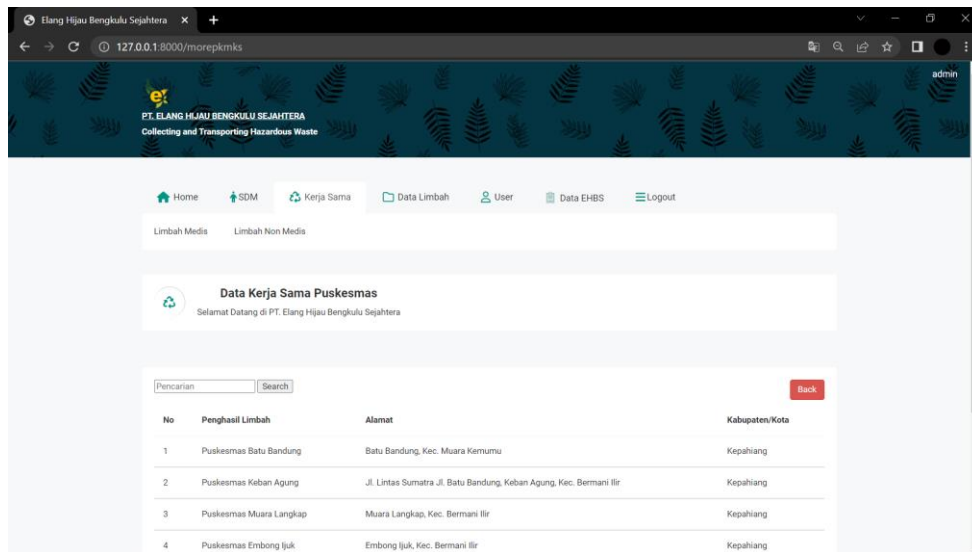 Elang Hijau Bengkulu Sejahtera
127.0.0.1:8000/morepkmks
admin
PT. ELANG HIJAU BENGKULU SEJAHTERA
Collecting and Transporting Hazardous Waste
Home SDM Kerja Sama Data Limbah User Data EHBS Logout
Limbah Medis Limbah Non Medis
Data Kerja Sama Puskesmas
Selamat Datang di PT. Elang Hijau Bengkulu Sejahtera
Pencarian Search Back
No Penghasil Limbah Alamat Kabupaten/Kota
1 Puskesmas Batu Bandung Batu Bandung, Kec. Muara Kemumu Kepahiang
2 Puskesmas Keban Agung Jl. Lintas Sumatra Jl. Batu Bandung, Keban Agung, Kec. Bermani Ilir Kepahiang
3 Puskesmas Muara Langkap Muara Langkap, Kec. Bermani Ilir Kepahiang
4 Puskesmas Embong Ijuk Embong Ijuk, Kec. Bermani Ilir Kepahiang